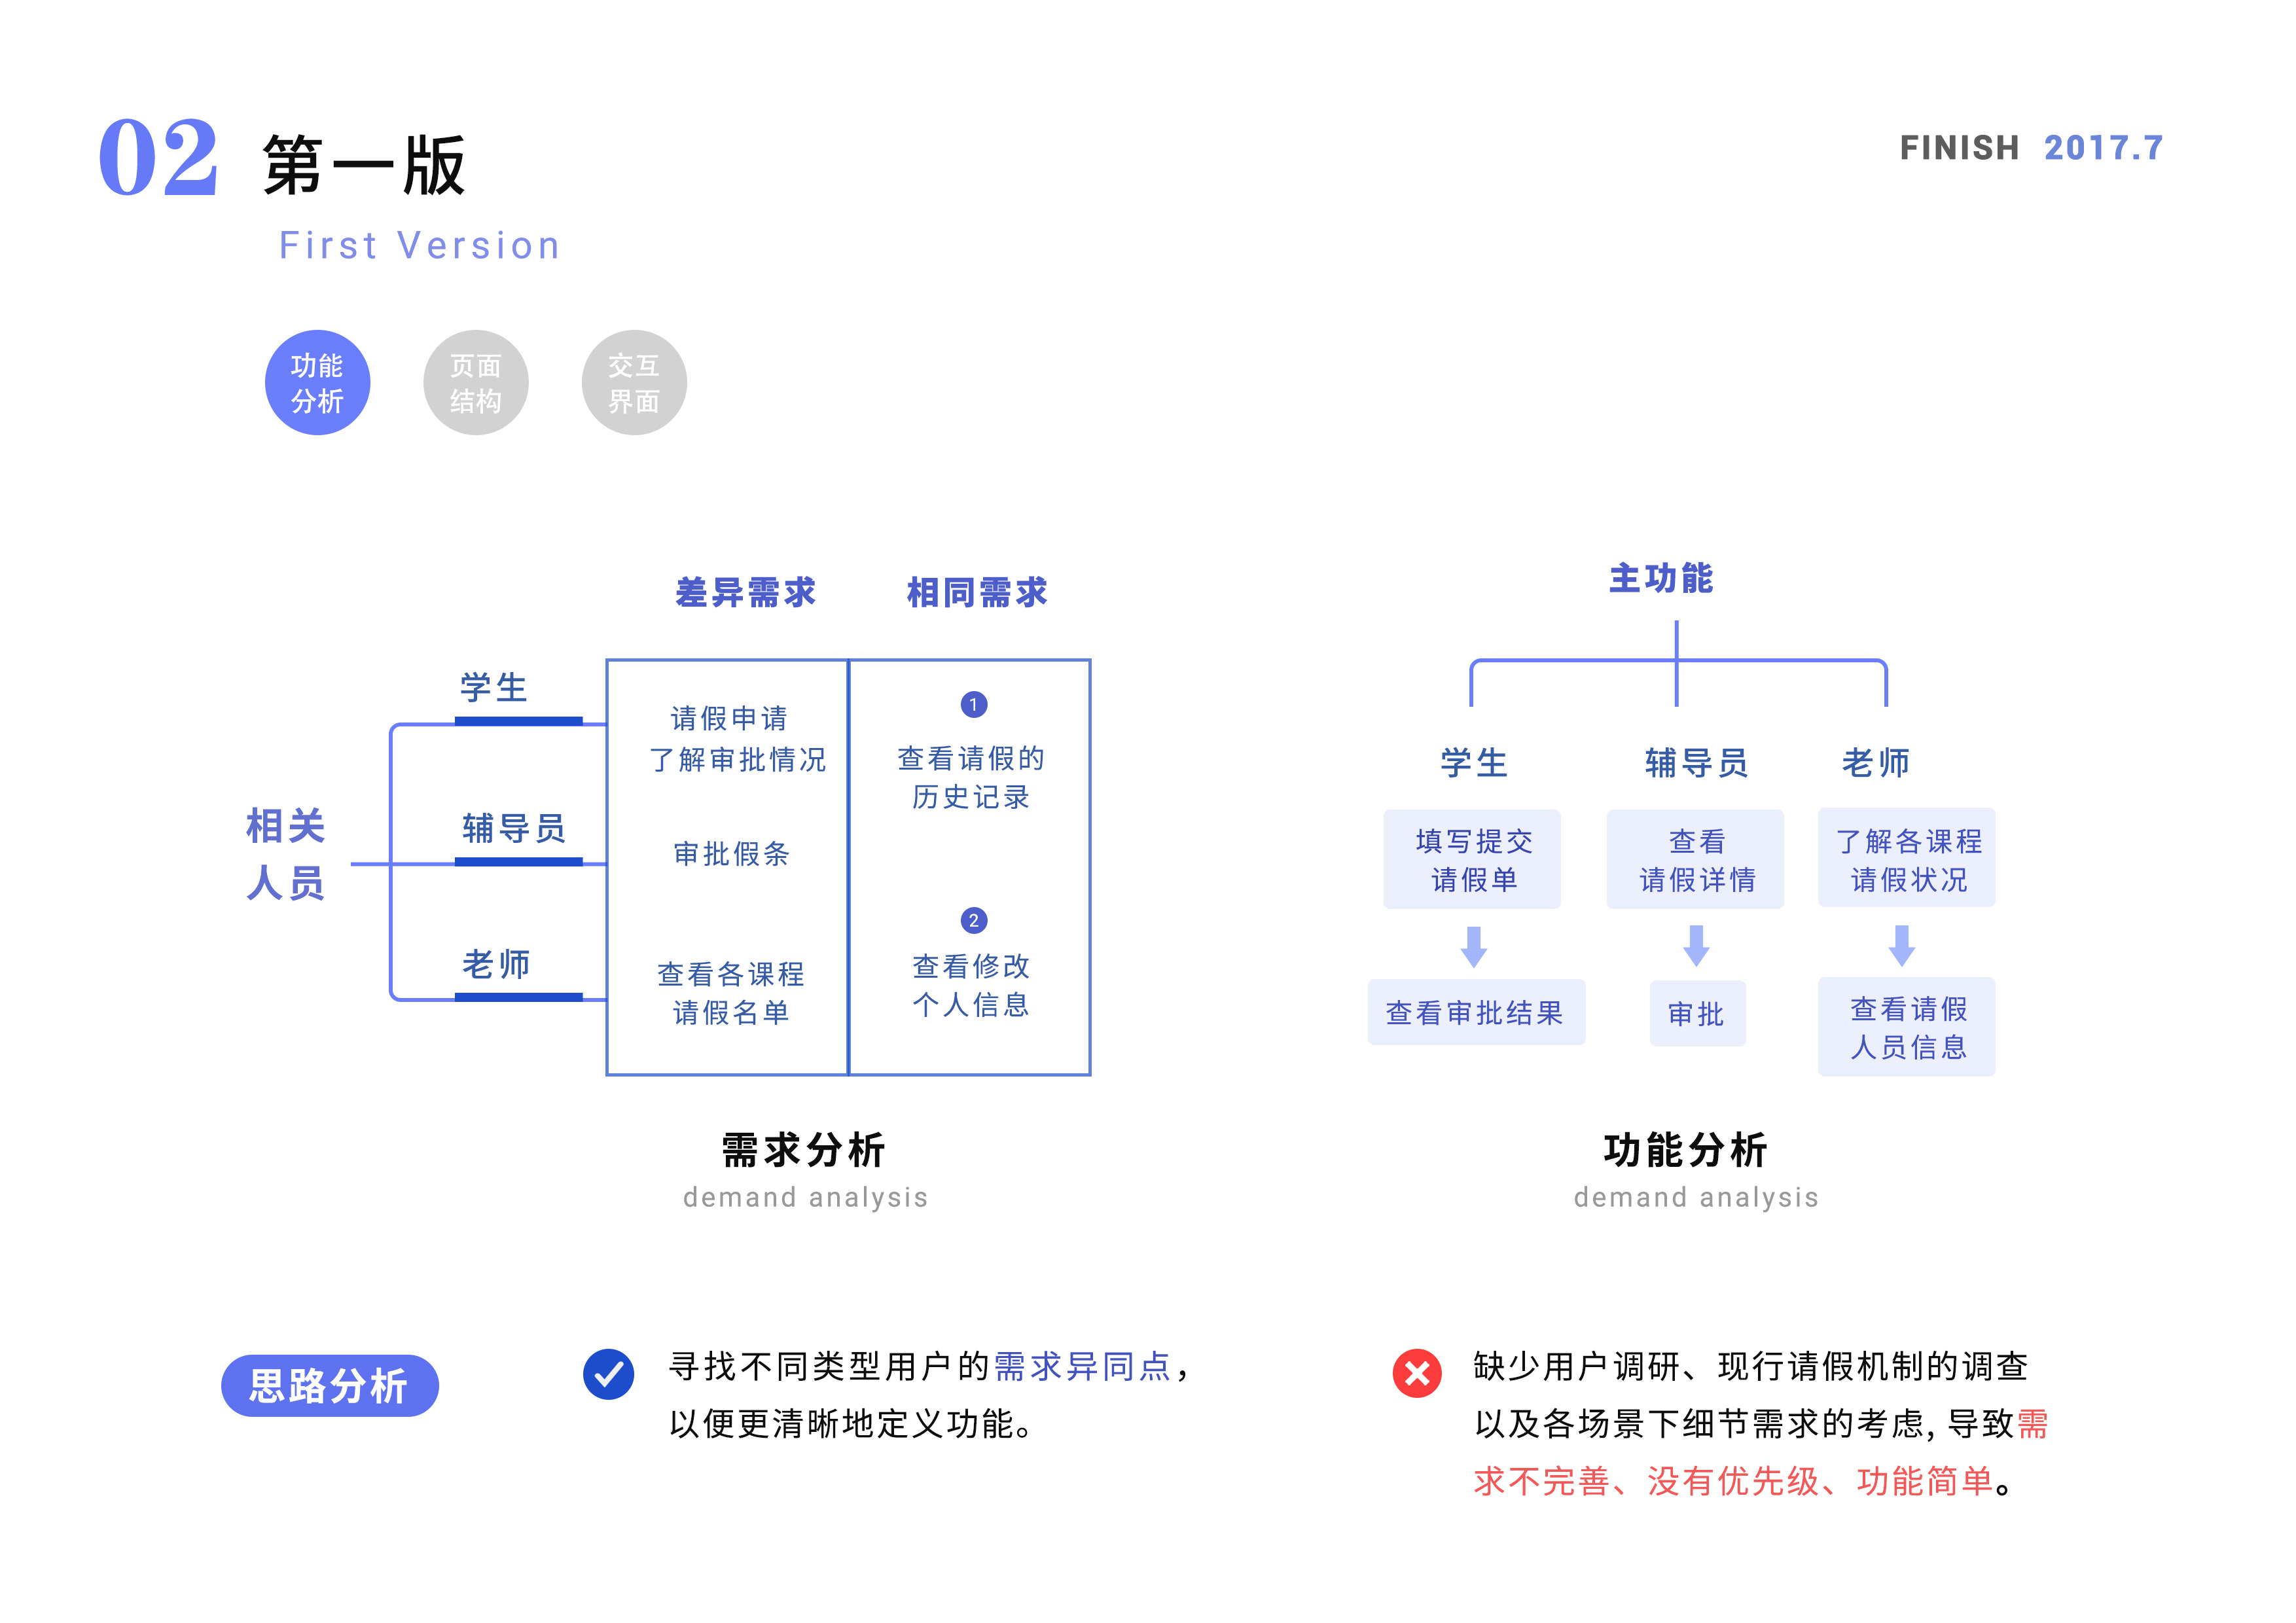 02 第一版
First Version
FINISH 2017.7
功能
分析
页面
结构
交互
界面
差异需求
相同需求
相关
人员
学生
辅导员
老师
请假申请
了解审批情况
审批假条
查看各课程
请假名单
1
查看请假的
历史记录
2
查看修改
个人信息
需求分析
demand analysis
主功能
学生
辅导员
老师
填写提交
请假单
查看审批结果
查看
请假详情
审批
了解各课程
请假状况
查看请假
人员信息
功能分析
demand analysis
思路分析
寻找不同类型用户的需求异同点，
以便更清晰地定义功能。
缺少用户调研、现行请假机制的调查
以及各场景下细节需求的考虑, 导致需
求不完善、没有优先级、功能简单。